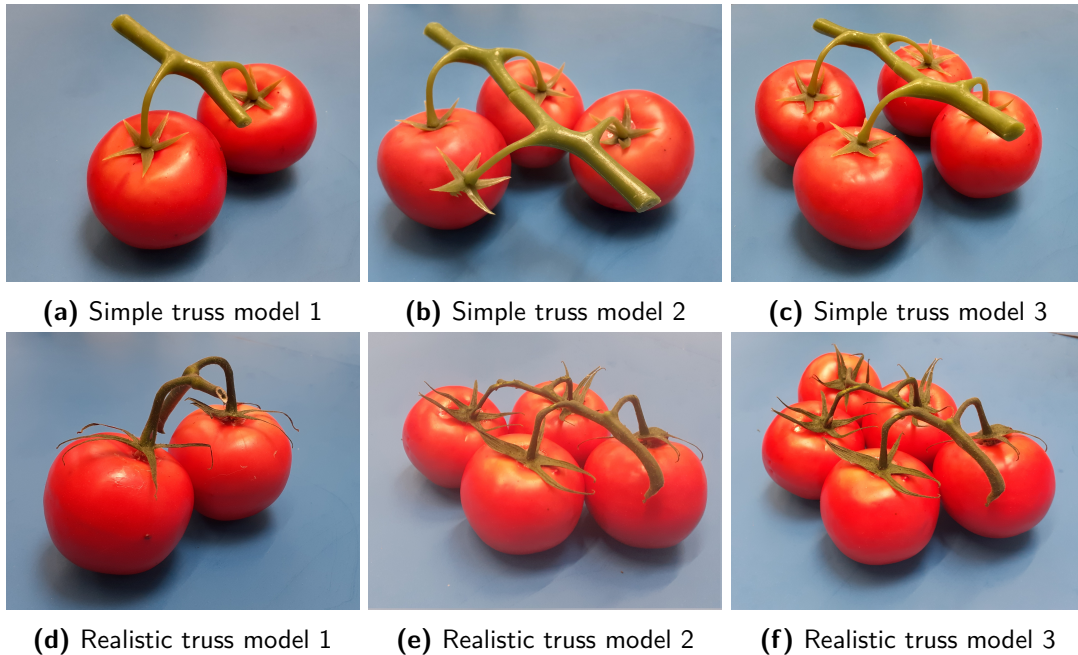 (a) Simple truss model 1
(b) Simple truss model 2
(c) Simple truss model 3
(d) Realistic truss model 1
(e) Realistic truss model 2
(f) Realistic truss model 3